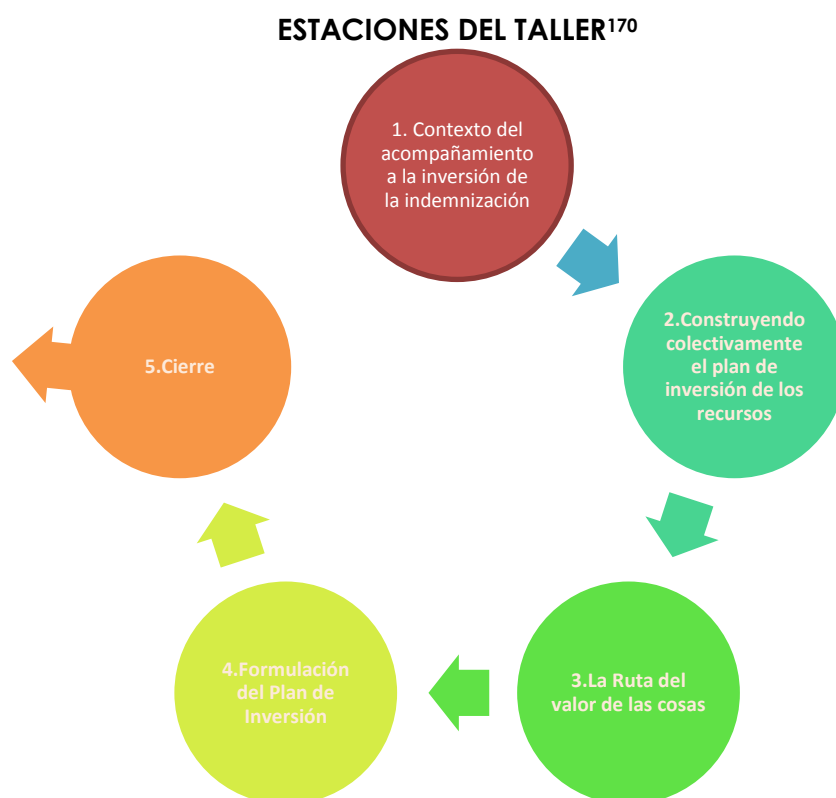 ESTACIONES DEL TALLER¹⁷⁰
1. Contexto del
acompañamiento
a la inversión de
la indemnización
2.Construyendo
colectivamente
el plan de
inversión de los
recursos
3.La Ruta del
valor de las cosas
4.Formulación
del Plan de
Inversión
5.Cierre